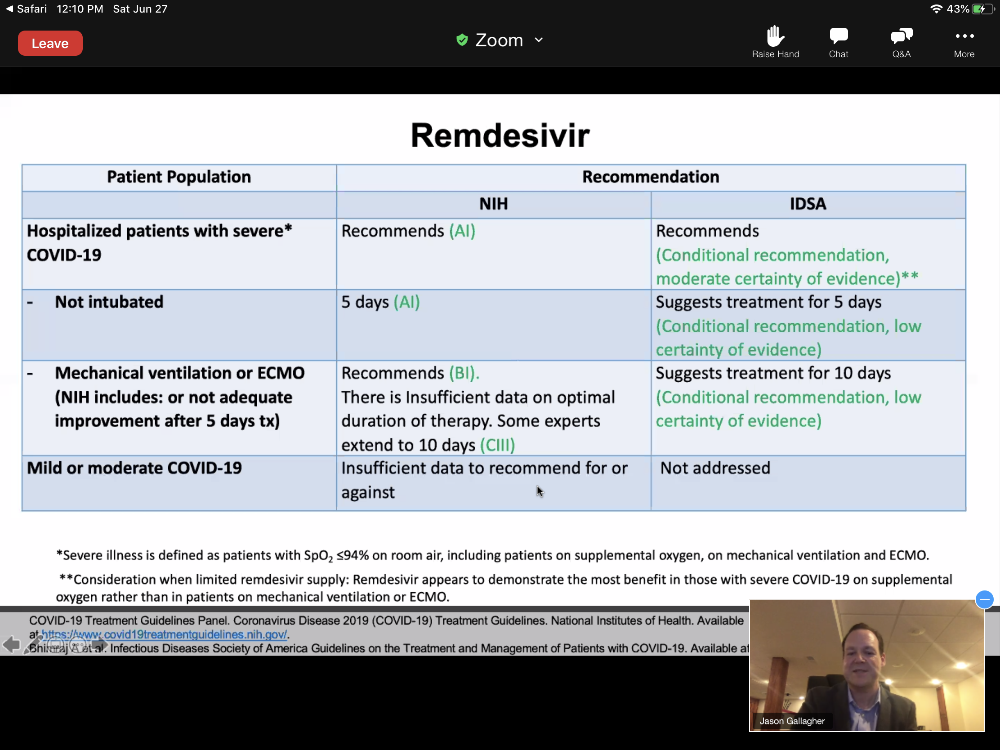 Safari 12:10 PM Sat Jun 27 43%
Leave
Zoom
Raise Hand Chat Q&A More
Remdesivir
Patient Population Recommendation
NIH IDSA
Hospitalized patients with severe*
COVID-19
Recommends (AI)
Recommends
(Conditional recommendation,
moderate certainty of evidence)**
- Not intubated
5 days (AI)
Suggests treatment for 5 days
(Conditional recommendation, low
certainty of evidence)
- Mechanical ventilation or ECMO
(NIH includes: or not adequate
improvement after 5 days tx)
Recommends (BI).
There is Insufficient data on optimal
duration of therapy. Some experts
extend to 10 days (CIII)
Suggests treatment for 10 days
(Conditional recommendation, low
certainty of evidence)
Mild or moderate COVID-19
Insufficient data to recommend for or
against
Not addressed
*Severe illness is defined as patients with SpO₂ ≤94% on room air, including patients on supplemental oxygen, on mechanical ventilation and ECMO.
**Consideration when limited remdesivir supply: Remdesivir appears to demonstrate the most benefit in those with severe COVID-19 on supplemental
oxygen rather than in patients on mechanical ventilation or ECMO.
COVID-19 Treatment Guidelines Panel. Coronavirus Disease 2019 (COVID-19) Treatment Guidelines. National Institutes of Health. Available
at https://www.covid19treatmentguidelines.nih.gov/.
A et al. Infectious Diseases Society of America Guidelines on the Treatment and Management of Patients with COVID-19. Available at
Jason Gallagher